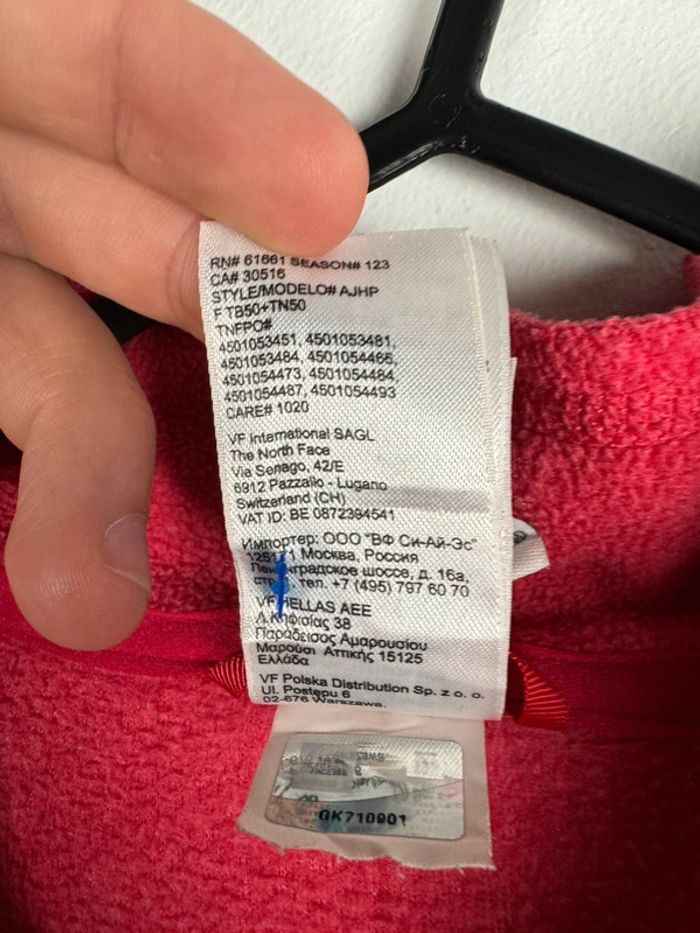 RN# 61661 SEASON# 123
CA# 30516
STYLE/MODELO# AJHP
F TB50+TN50
TNFPO#
4501053451, 4501053481,
4501053484, 4501054466,
4501054473, 4501054484,
4501054487, 4501054493
CARE# 1020
VF International SAGL
The North Face
Via Senago, 42/E
6912 Pazzallo - Lugano
Switzerland (CH)
VAT ID: BE 0872394541
Импортер: ООО "ВФ Си-Ай-Эс"
125171 Москва, Россия
Ленинградское шоссе, д. 16а,
тел. +7 (495) 797 60 70
VF HELLAS AEE
Λ.Κηφισίας 38
Παράδεισος Αμαρουσίου
Μαρούσι Αττικής 15125
Ελλάδα
VF Polska Distribution Sp. z o. o.
Ul. Postępu 6
02-676 Warszawa.
GK710901